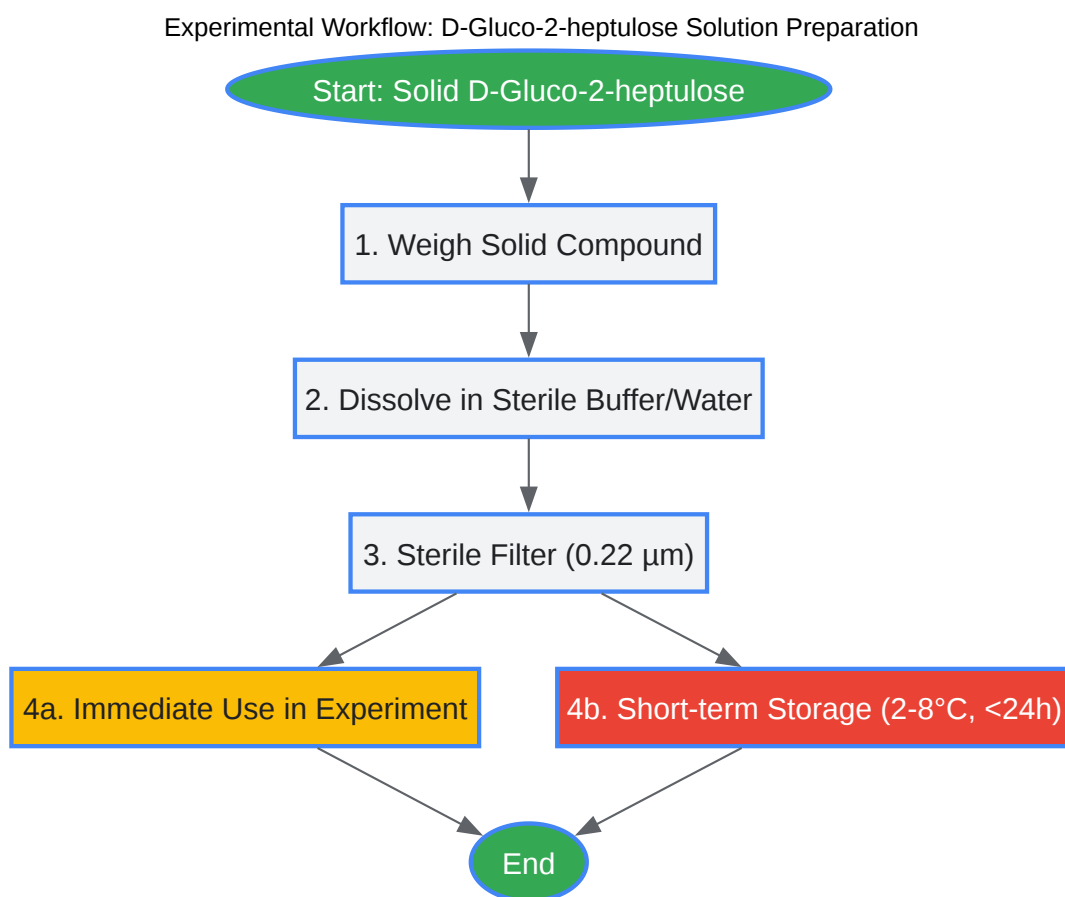 Experimental Workflow: D-Gluco-2-heptulose Solution Preparation
Start: Solid D-Gluco-2-heptulose
1. Weigh Solid Compound
2. Dissolve in Sterile Buffer/Water
3. Sterile Filter (0.22 µm)
4a. Immediate Use in Experiment
4b. Short-term Storage (2-8°C, <24h)
End